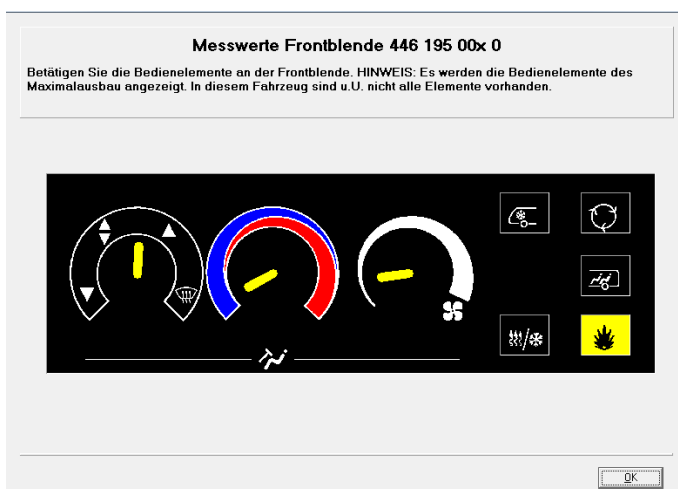 Messwerte Frontblende 446 195 00x 0
Betätigen Sie die Bedienelemente an der Frontblende. HINWEIS: Es werden die Bedienelemente des
Maximalausbau angezeigt. In diesem Fahrzeug sind u.U. nicht alle Elemente vorhanden.
OK